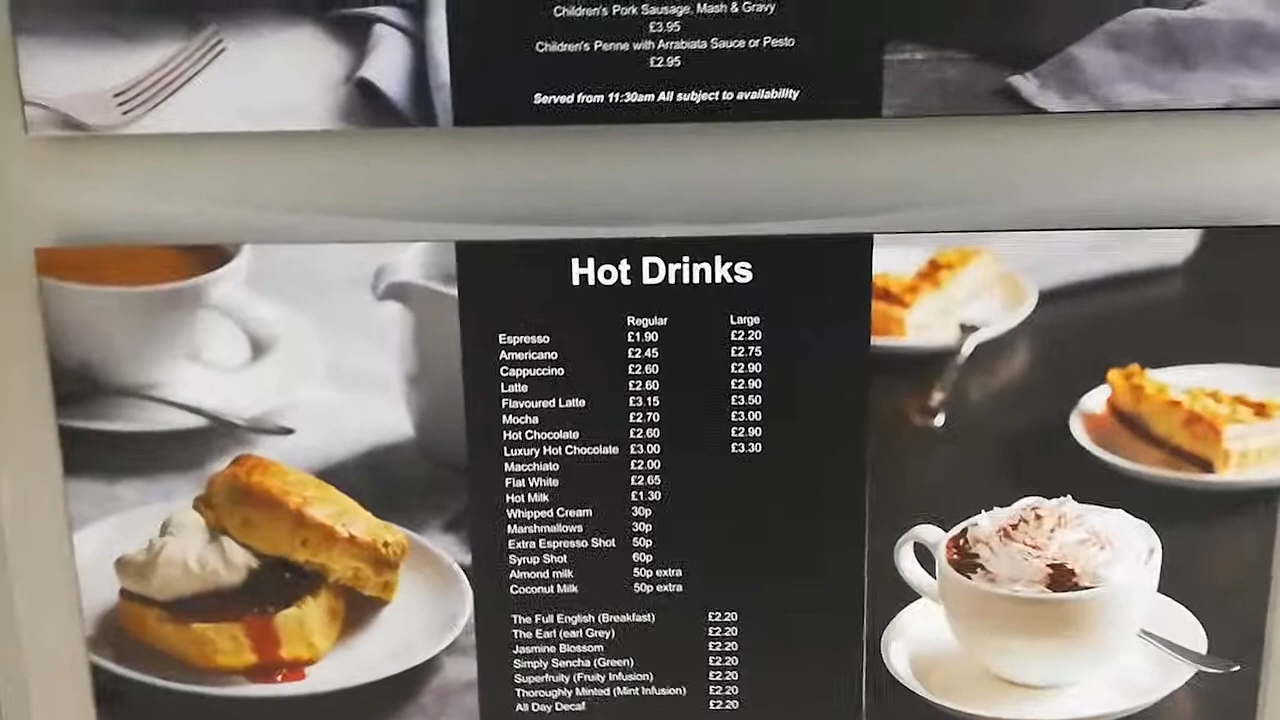 Children's Pork Sausage, Mash & Gravy
£3.95
Children's Penne with Arrabiata Sauce or Pesto
£2.95
Served from 11:30am All subject to availability
Hot Drinks
Regular Large
Espresso £1.90 £2.20
Americano £2.45 £2.75
Cappuccino £2.60 £2.90
Latte £2.60 £2.90
Flavoured Latte £3.15 £3.50
Mocha £2.70 £3.00
Hot Chocolate £2.60 £2.90
Luxury Hot Chocolate £3.00 £3.30
Macchiato £2.00
Flat White £2.65
Hot Milk £1.30
Whipped Cream 30p
Marshmallows 30p
Extra Espresso Shot 50p
Syrup Shot 60p
Almond milk 50p extra
Coconut Milk 50p extra
The Full English (Breakfast) £2.20
The Earl (earl Grey) £2.20
Jasmine Blossom £2.20
Simply Sencha (Green) £2.20
Superfruity (Fruity Infusion) £2.20
Thoroughly Minted (Mint Infusion) £2.20
All Day Decaf £2.20